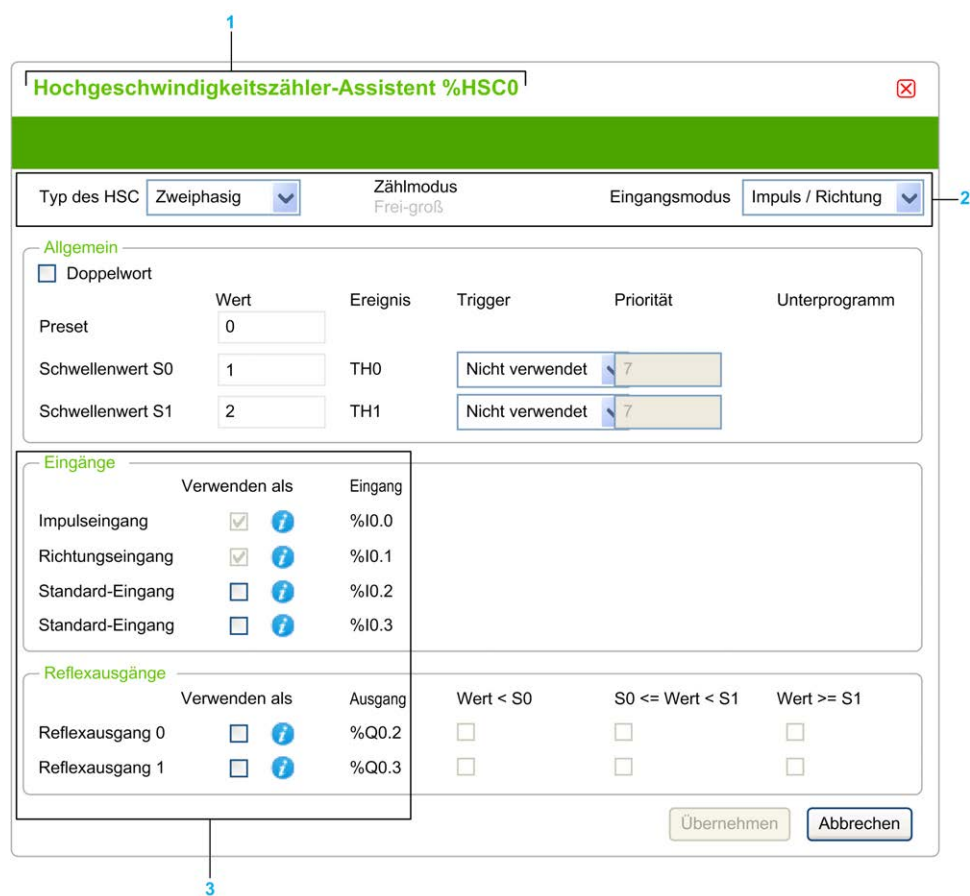 1
Hochgeschwindigkeitszähler-Assistent %HSC0
Typ des HSC Zweiphasig Zählmodus Eingangsmodus Impuls / Richtung 2
Frei-groß
Allgemein
Doppelwort
Wert Ereignis Trigger Priorität Unterprogramm
Preset 0
Schwellenwert S0 1 TH0 Nicht verwendet 7
Schwellenwert S1 2 TH1 Nicht verwendet 7
Eingänge
Verwenden als Eingang
Impulseingang %I0.0
Richtungseingang %I0.1
Standard-Eingang %I0.2
Standard-Eingang %I0.3
Reflexausgänge
Verwenden als Ausgang Wert < S0 S0 <= Wert < S1 Wert >= S1
Reflexausgang 0 %Q0.2
Reflexausgang 1 %Q0.3
Übernehmen Abbrechen
3